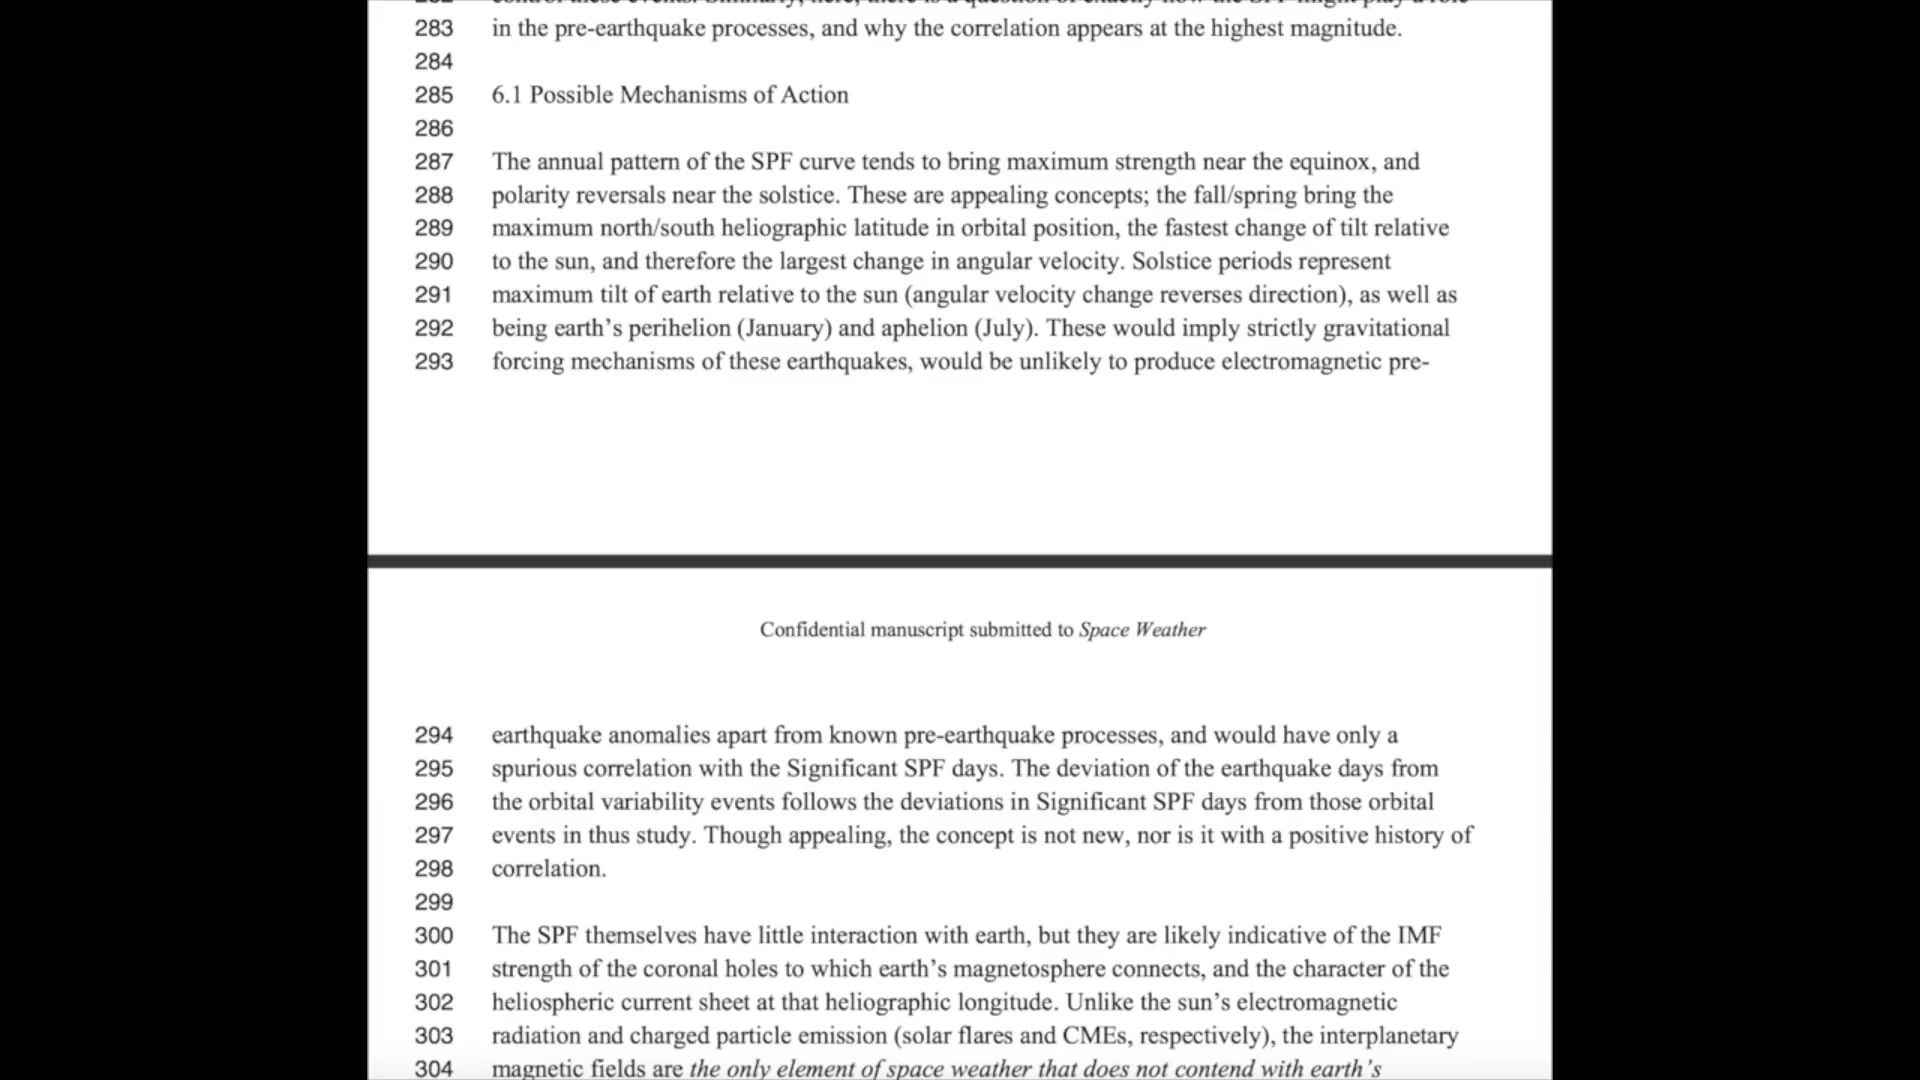 283 in the pre-earthquake processes, and why the correlation appears at the highest magnitude.
284
285 6.1 Possible Mechanisms of Action
286
287 The annual pattern of the SPF curve tends to bring maximum strength near the equinox, and
288 polarity reversals near the solstice. These are appealing concepts; the fall/spring bring the
289 maximum north/south heliographic latitude in orbital position, the fastest change of tilt relative
290 to the sun, and therefore the largest change in angular velocity. Solstice periods represent
291 maximum tilt of earth relative to the sun (angular velocity change reverses direction), as well as
292 being earth’s perihelion (January) and aphelion (July). These would imply strictly gravitational
293 forcing mechanisms of these earthquakes, would be unlikely to produce electromagnetic pre-
Confidential manuscript submitted to Space Weather
294 earthquake anomalies apart from known pre-earthquake processes, and would have only a
295 spurious correlation with the Significant SPF days. The deviation of the earthquake days from
296 the orbital variability events follows the deviations in Significant SPF days from those orbital
297 events in thus study. Though appealing, the concept is not new, nor is it with a positive history of
298 correlation.
299
300 The SPF themselves have little interaction with earth, but they are likely indicative of the IMF
301 strength of the coronal holes to which earth’s magnetosphere connects, and the character of the
302 heliospheric current sheet at that heliographic longitude. Unlike the sun’s electromagnetic
303 radiation and charged particle emission (solar flares and CMEs, respectively), the interplanetary
304 magnetic fields are the only element of space weather that does not contend with earth’s